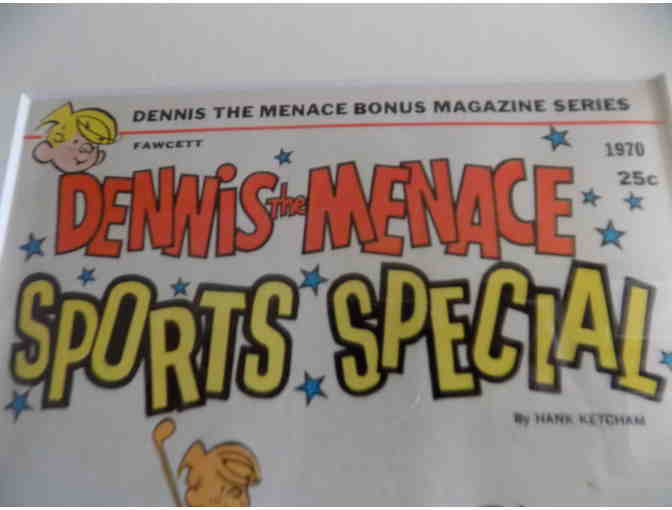 DENNIS THE MENACE BONUS MAGAZINE SERIES
FAWCETT
1970
25c
DENNiS the MENACE
SPORTS SPECIAL
By HANK KETCHAM